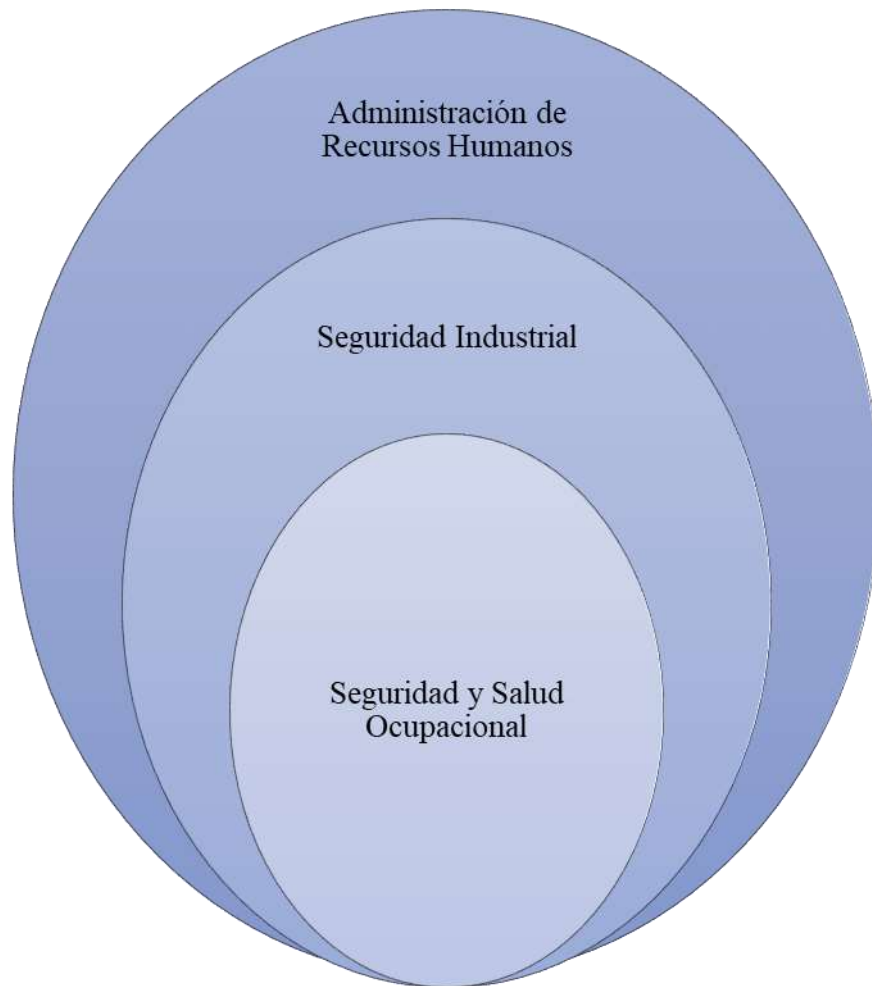 Administración de
Recursos Humanos
Seguridad Industrial
Seguridad y Salud
Ocupacional